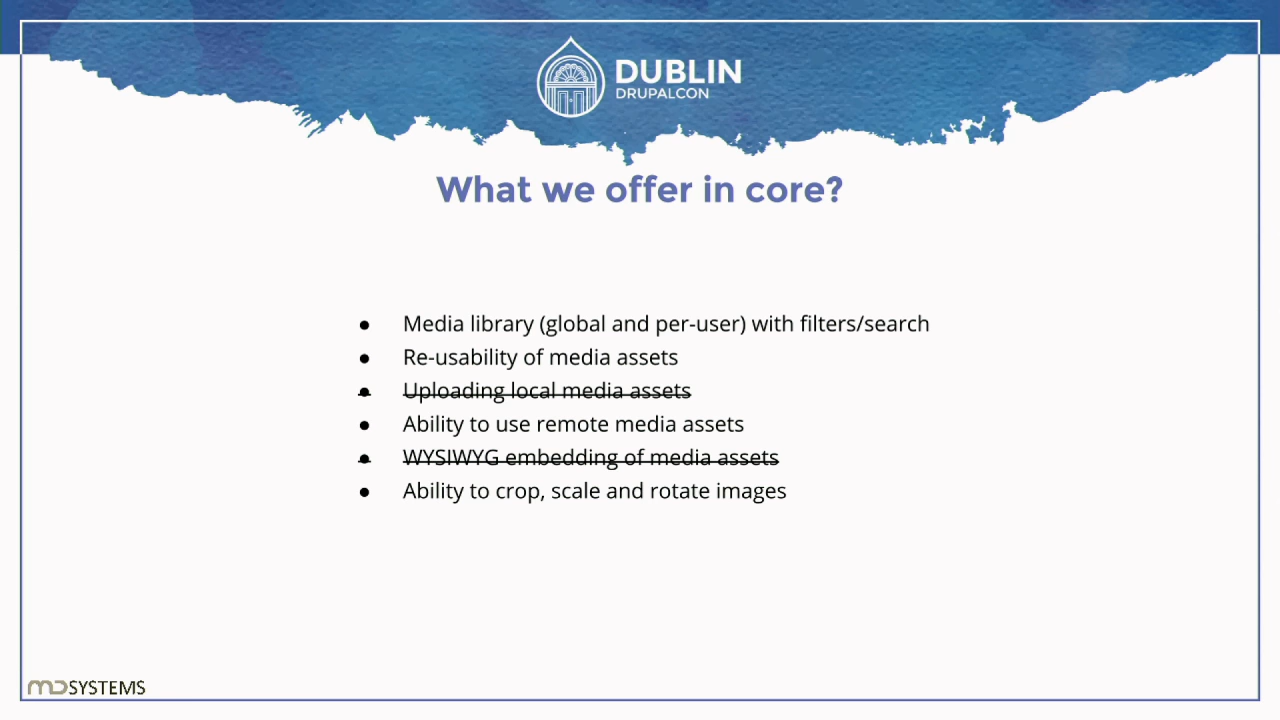 DUBLIN
DRUPALCON
What we offer in core?
● Media library (global and per-user) with filters/search
● Re-usability of media assets
● Uploading local media assets
● Ability to use remote media assets
● WYSIWYG embedding of media assets
● Ability to crop, scale and rotate images
MD SYSTEMS